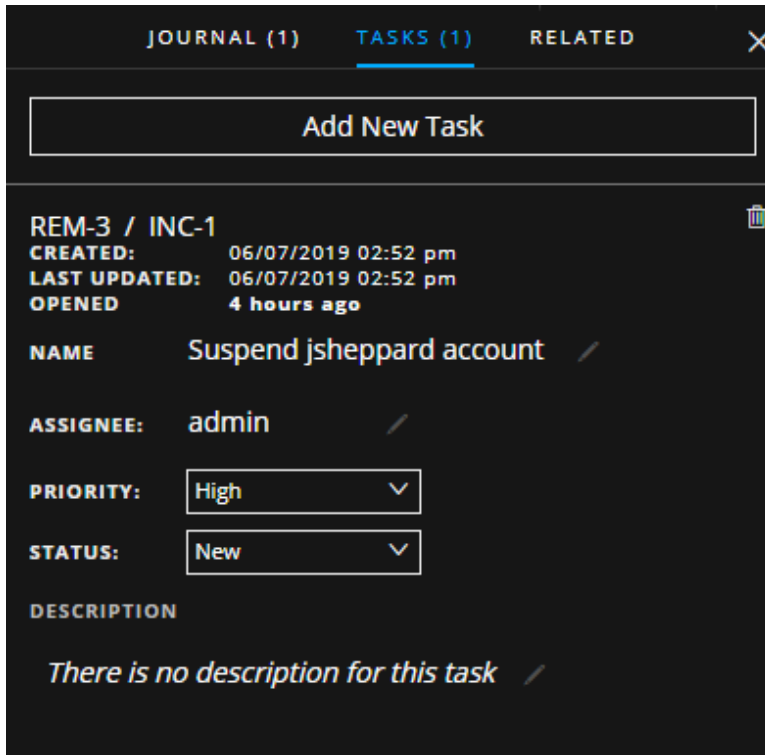 JOURNAL (1) TASKS (1) RELATED
Add New Task
REM-3 / INC-1
CREATED: 06/07/2019 02:52 pm
LAST UPDATED: 06/07/2019 02:52 pm
OPENED 4 hours ago
NAME Suspend jsheppard account
ASSIGNEE: admin
PRIORITY: High
STATUS: New
DESCRIPTION
There is no description for this task